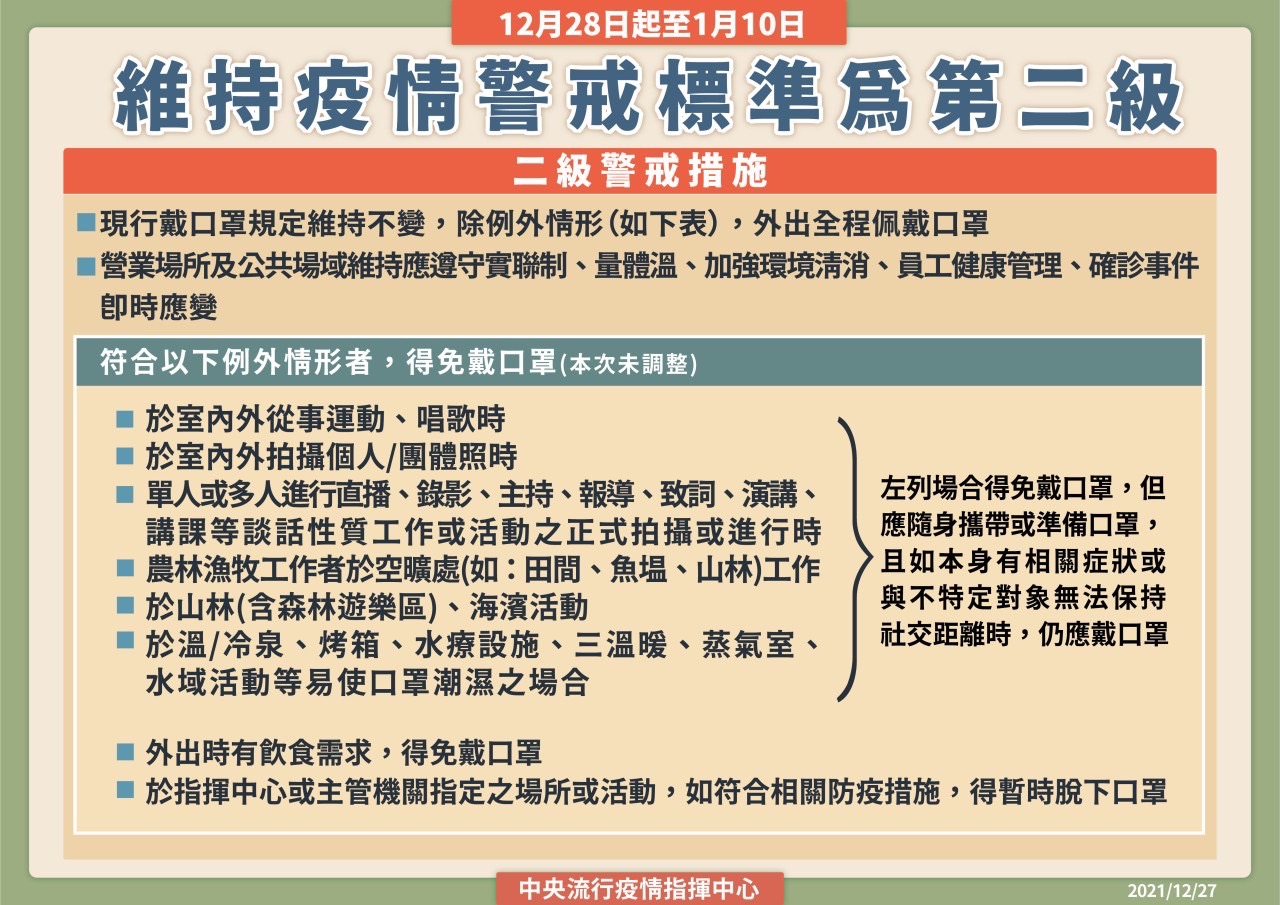 12月28日起至1月10日
維持疫情警戒標準為第二級
二級警戒措施
■現行戴口罩規定維持不變，除例外情形(如下表)，外出全程佩戴口罩
■營業場所及公共場域維持應遵守實聯制、量體溫、加強環境清消、員工健康管理、確診事件
即時應變
符合以下例外情形者，得免戴口罩(本次未調整)
■ 於室內外從事運動、唱歌時
■ 於室內外拍攝個人/團體照時
■ 單人或多人進行直播、錄影、主持、報導、致詞、演講、
講課等談話性質工作或活動之正式拍攝或進行時
■ 農林漁牧工作者於空曠處(如：田間、魚塭、山林)工作
■ 於山林(含森林遊樂區)、海濱活動
■ 於溫/冷泉、烤箱、水療設施、三溫暖、蒸氣室、
水域活動等易使口罩潮濕之場合
左列場合得免戴口罩，但
應隨身攜帶或準備口罩，
且如本身有相關症狀或
與不特定對象無法保持
社交距離時，仍應戴口罩
■ 外出時有飲食需求，得免戴口罩
■ 於指揮中心或主管機關指定之場所或活動，如符合相關防疫措施，得暫時脫下口罩
中央流行疫情指揮中心
2021/12/27